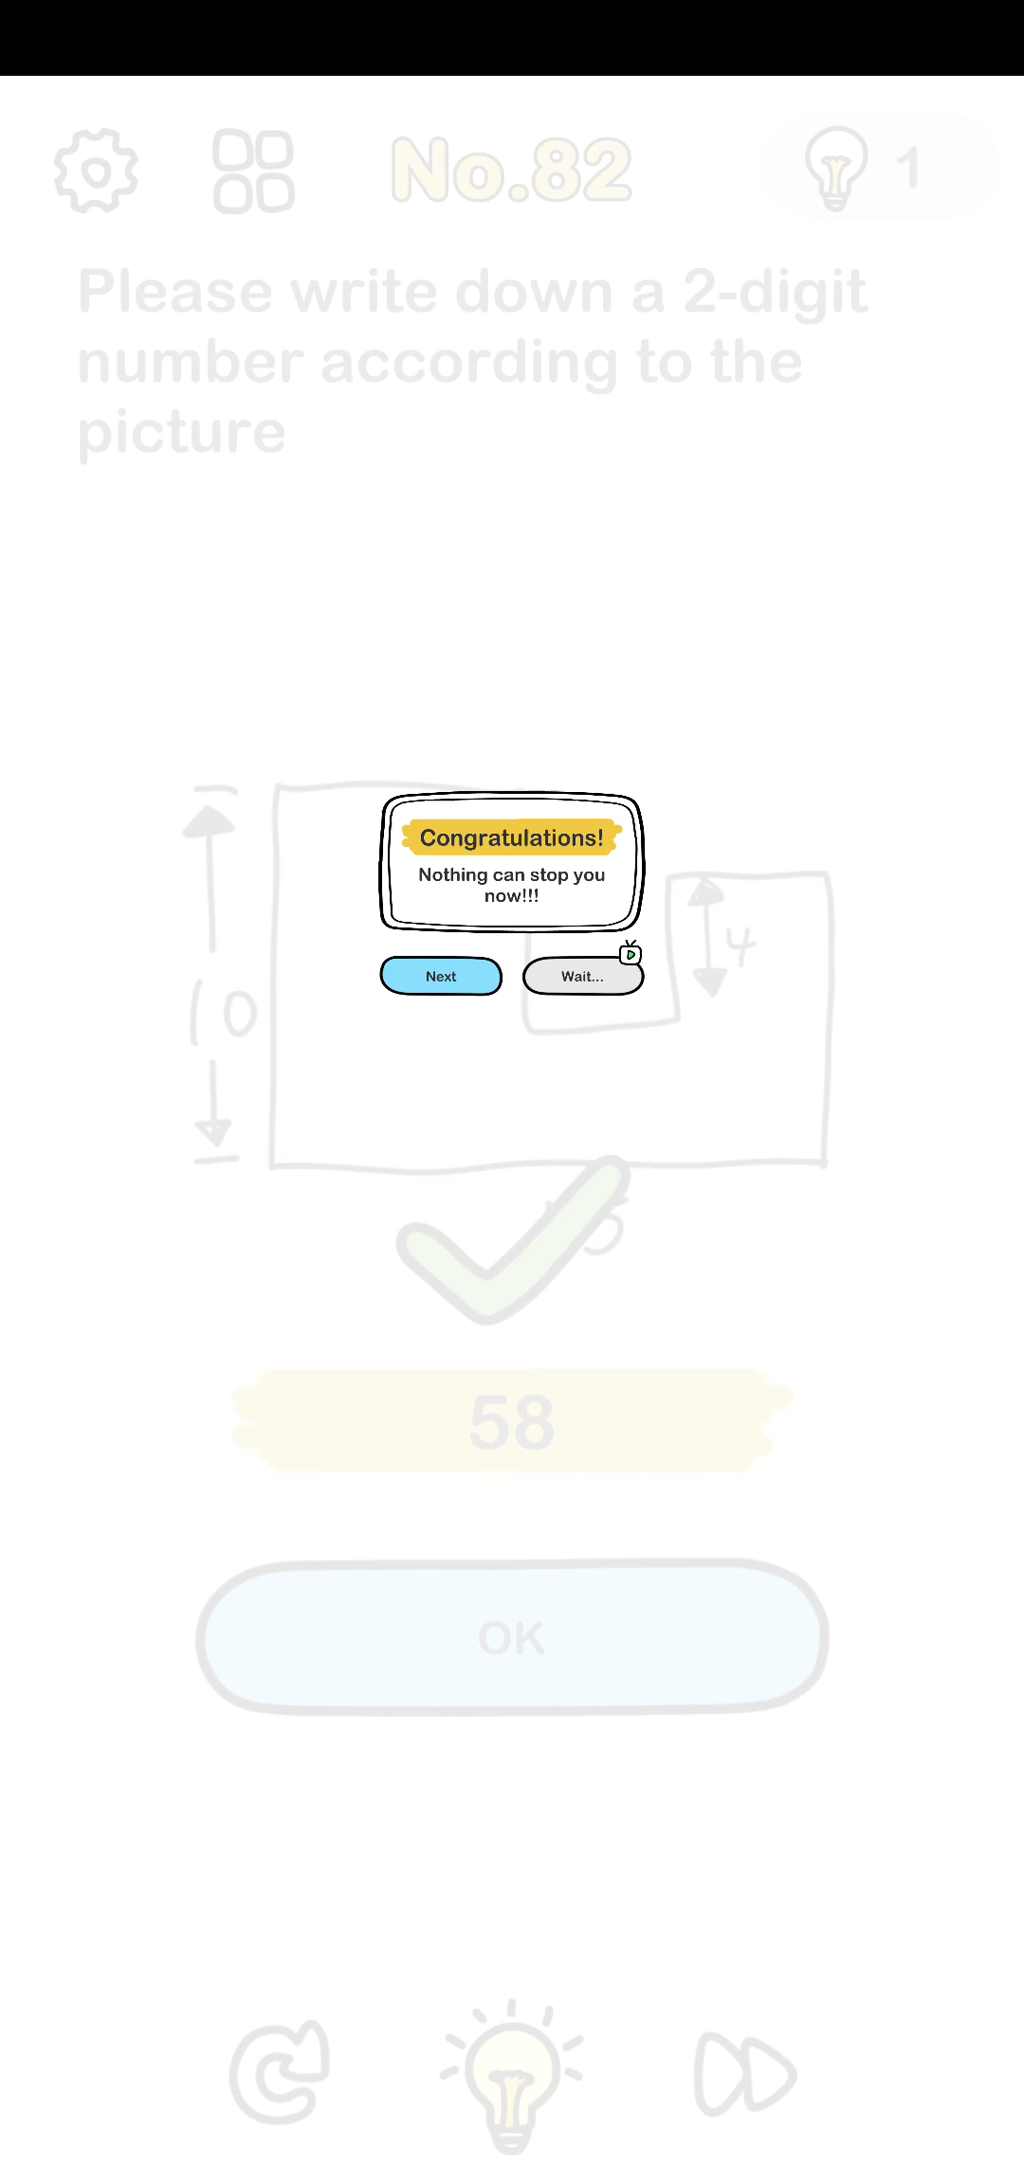 No.82
1
Please write down a 2-digit
number according to the
picture
Congratulations!
Nothing can stop you
now!!!
Next
Wait...
4
10
58
OK